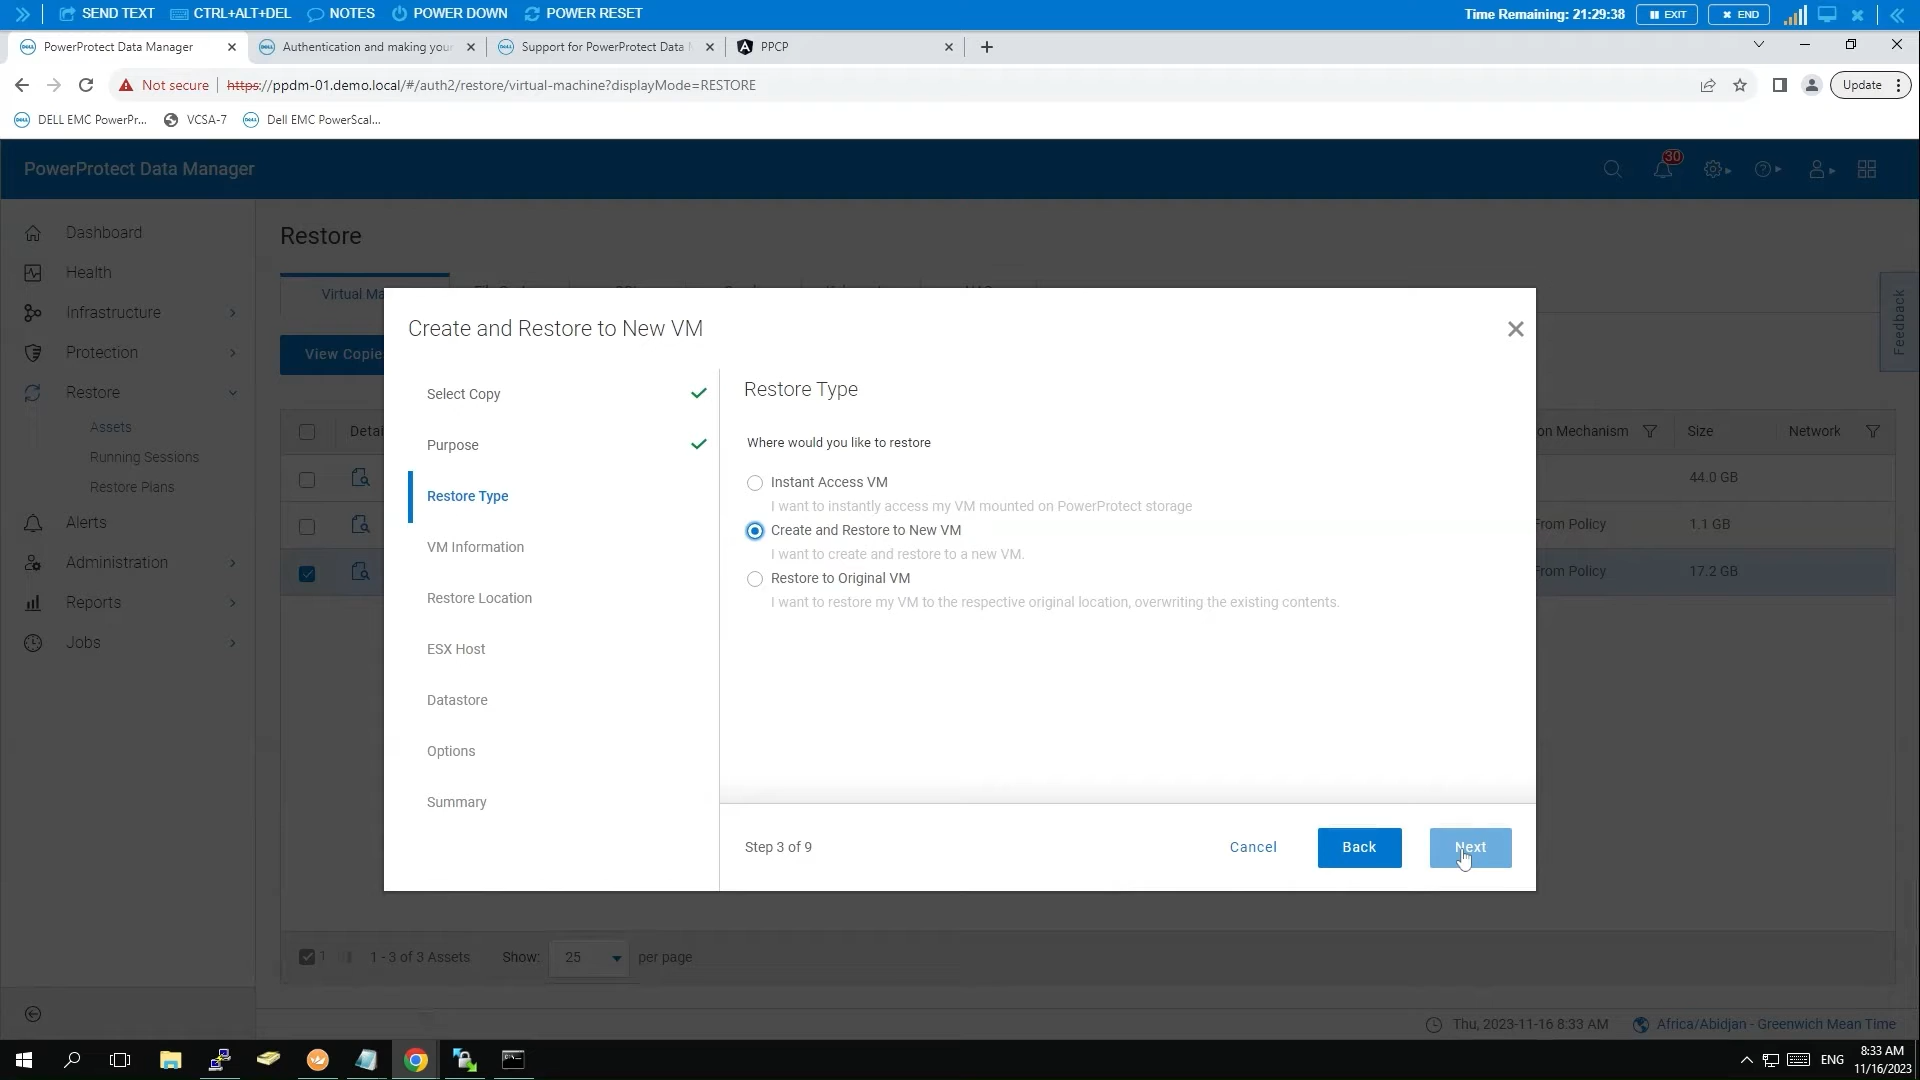 SEND TEXT CTRL+ALT+DEL NOTES POWER DOWN POWER RESET Time Remaining: 21:29:38 EXIT END
PowerProtect Data Manager Authentication and making your Support for PowerProtect Data PPCP
Not secure https://ppdm-01.demo.local/#/auth2/restore/virtual-machine?displayMode=RESTORE Update
DELL EMC PowerPr... VCSA-7 Dell EMC PowerScal...
PowerProtect Data Manager 30
Dashboard
Health
Infrastructure
Protection
Restore
Assets
Running Sessions
Restore Plans
Alerts
Administration
Reports
Jobs
Restore
Virtual Ma
View Copie
Detai on Mechanism Size Network
44.0 GB
From Policy 1.1 GB
From Policy 17.2 GB
Feedback
Create and Restore to New VM
Select Copy
Purpose
Restore Type
VM Information
Restore Location
ESX Host
Datastore
Options
Summary
Restore Type
Where would you like to restore
Instant Access VM
I want to instantly access my VM mounted on PowerProtect storage
Create and Restore to New VM
I want to create and restore to a new VM.
Restore to Original VM
I want to restore my VM to the respective original location, overwriting the existing contents.
Step 3 of 9 Cancel Back Next
1 1 - 3 of 3 Assets Show: 25 per page
Thu, 2023-11-16 8:33 AM Africa/Abidjan - Greenwich Mean Time
ENG 8:33 AM
11/16/2023